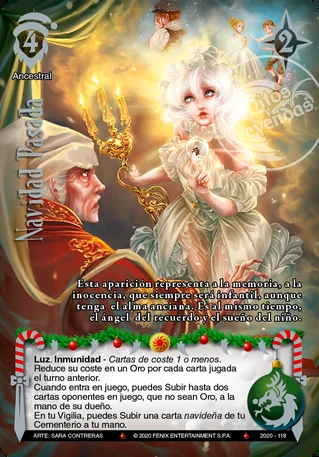 4
2
Ancestral
Navidad Pasada
Mitos
Leyendas
Esta aparición representa a la memoria, a la
inocencia, que siempre será infantil, aunque
tenga el alma anciana. Es al mismo tiempo,
el ángel del recuerdo y el sueño del niño.
Luz. Inmunidad - Cartas de coste 1 o menos.
Reduce su coste en un Oro por cada carta jugada
el turno anterior.
Cuando entra en juego, puedes Subir hasta dos
cartas oponentes en juego, que no sean Oro, a la
mano de su dueño.
En tu Vigilia, puedes Subir una carta navideña de tu
Cementerio a tu mano.
ARTE: SARA CONTRERAS
© 2020 FENIX ENTERTAINMENT S.P.A.
2020 - 118